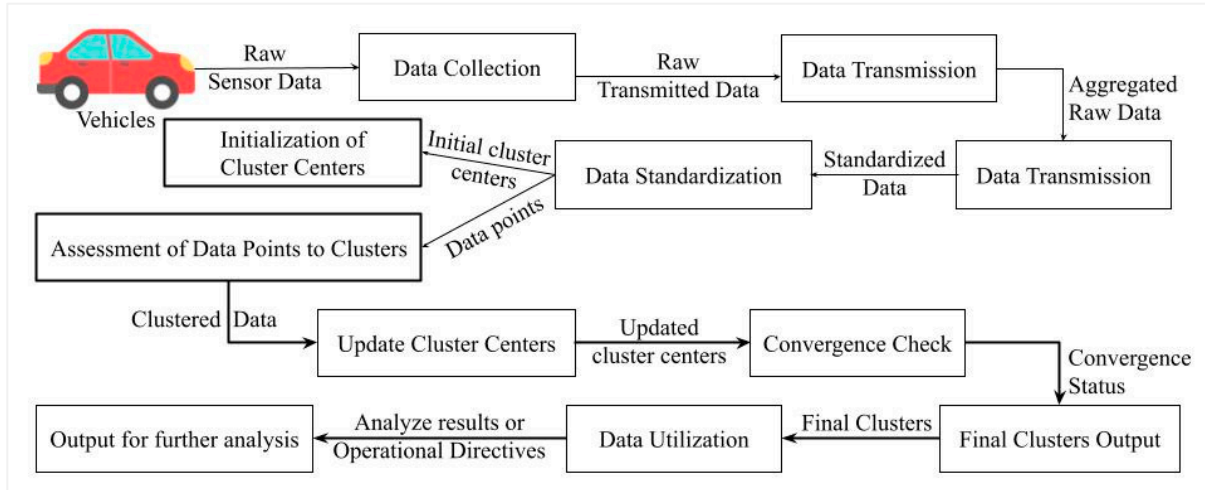 Raw
Sensor Data
Data Collection
Raw
Transmitted Data
Data Transmission
Aggregated
Raw Data
Vehicles
Initialization of
Cluster Centers
Initial cluster
centers
Data points
Data Standardization
Standardized
Data
Data Transmission
Assessment of Data Points to Clusters
Clustered Data
Update Cluster Centers
Updated
cluster centers
Convergence Check
Convergence
Status
Output for further analysis
Analyze results or
Operational Directives
Data Utilization
Final Clusters
Final Clusters Output